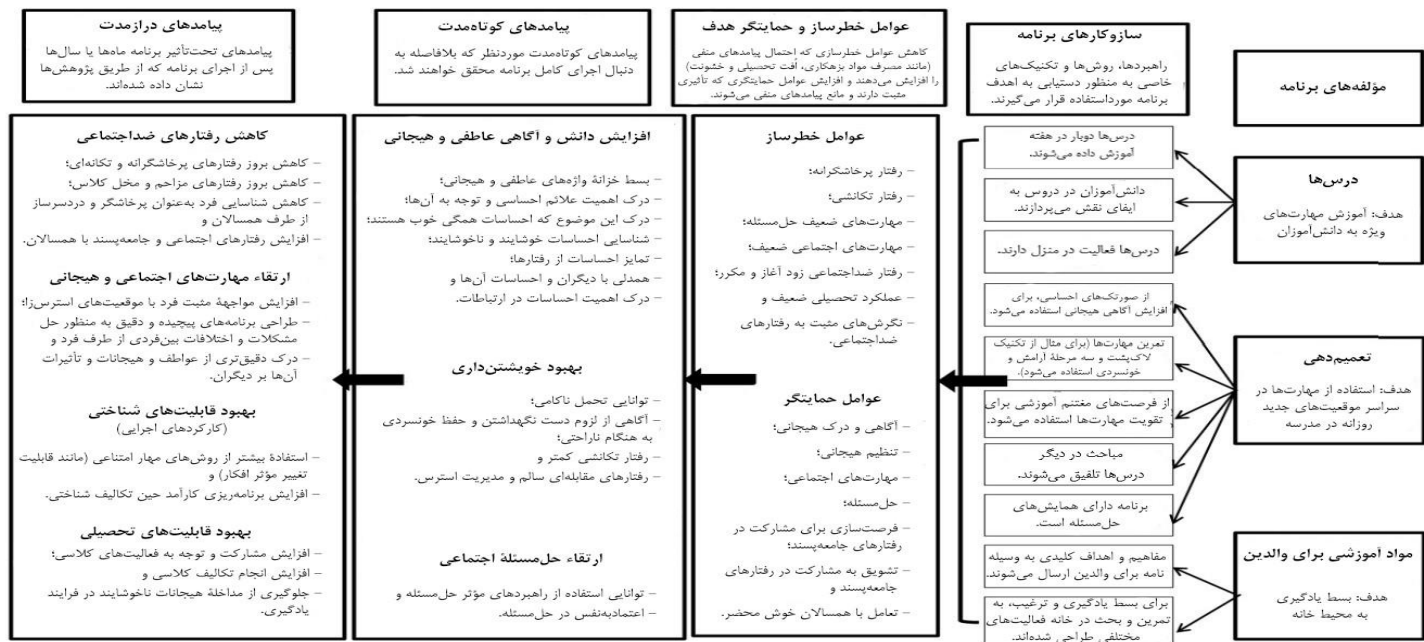 مؤلفه‌های برنامه
درس‌ها
هدف: آموزش مهارت‌های
ویژه به دانش‌آموزان
تعمیم‌دهی
هدف: استفاده از مهارت‌ها در
سراسر موقعیت‌های جدید
روزانه در مدرسه
مواد آموزشی برای والدین
هدف: بسط یادگیری
به محیط خانه
سازوکارهای برنامه
راهبردها، روش‌ها و تکنیک‌های
خاصی به منظور دستیابی به اهدف
برنامه مورداستفاده قرار می‌گیرند.
درس‌ها دوبار در هفته
آموزش داده می‌شوند.
دانش‌آموزان در دروس به
ایفای نقش می‌پردازند.
درس‌ها فعالیت در منزل دارند.
از صورتک‌های احساسی، برای
افزایش آگاهی هیجانی استفاده می‌شود.
تمرین مهارت‌ها (برای مثال از تکنیک
لاک‌پشت و سه مرحلهٔ آرامش و
خونسردی استفاده می‌شود).
از فرصت‌های مغتنم آموزشی برای
تقویت مهارت‌ها استفاده می‌شود.
مباحث در دیگر
درس‌ها تلفیق می‌شوند.
برنامه دارای همایش‌های
حل‌مسئله است.
مفاهیم و اهداف کلیدی به وسیله
نامه برای والدین ارسال می‌شوند.
برای بسط یادگیری و ترغیب، به
تمرین و بحث در خانه فعالیت‌های
مختلفی طراحی شده‌اند.
عوامل خطرساز و حمایتگر هدف
کاهش عوامل خطرسازی که احتمال پیامدهای منفی
(مانند مصرف مواد بزهکاری، اُفت تحصیلی و خشونت)
را افزایش می‌دهند و افزایش عوامل حمایتگری که تأثیری
مثبت دارند و مانع پیامدهای منفی می‌شوند.
عوامل خطرساز
– رفتار پرخاشگرانه؛
– رفتار تکانشی؛
– مهارت‌های ضعیف حل‌مسئله؛
– مهارت‌های اجتماعی ضعیف؛
– رفتار ضداجتماعی زود آغاز و مکرر؛
– عملکرد تحصیلی ضعیف و
– نگرش‌های مثبت به رفتارهای
ضداجتماعی.
عوامل حمایتگر
– آگاهی و درک هیجانی؛
– تنظیم هیجانی؛
– مهارت‌های اجتماعی؛
– حل‌مسئله؛
– فرصت‌سازی برای مشارکت در
رفتارهای جامعه‌پسند؛
– تشویق به مشارکت در رفتارهای
جامعه‌پسند و
– تعامل با همسالان خوش محضر.
پیامدهای کوتاه‌مدت
پیامدهای کوتاه‌مدت موردنظر که بلافاصله به
دنبال اجرای کامل برنامه محقق خواهند شد.
افزایش دانش و آگاهی عاطفی و هیجانی
– بسط خزانهٔ واژه‌های عاطفی و هیجانی؛
– درک اهمیت علائم احساسی و توجه به آن‌ها؛
– درک این موضوع که احساسات همگی خوب هستند؛
– شناسایی احساسات خوشایند و ناخوشایند؛
– تمایز احساسات از رفتارها؛
– همدلی با دیگران و احساسات آن‌ها و
– درک اهمیت احساسات در ارتباطات.
بهبود خویشتن‌داری
– توانایی تحمل ناکامی؛
– آگاهی از لزوم دست نگهداشتن و حفظ خونسردی
به هنگام ناراحتی؛
– رفتار تکانشی کمتر و
– رفتارهای مقابله‌ای سالم و مدیریت استرس.
ارتقاء حل‌مسئلهٔ اجتماعی
– توانایی استفاده از راهبردهای مؤثر حل‌مسئله و
– اعتمادبه‌نفس در حل‌مسئله.
پیامدهای درازمدت
پیامدهای تحت‌تأثیر برنامه ماه‌ها یا سال‌ها
پس از اجرای برنامه که از طریق پژوهش‌ها
نشان داده شده‌اند.
کاهش رفتارهای ضداجتماعی
– کاهش بروز رفتارهای پرخاشگرانه و تکانه‌ای؛
– کاهش بروز رفتارهای مزاحم و مخل کلاس؛
– کاهش شناسایی فرد به‌عنوان پرخاشگر و دردسرساز
از طرف همسالان و
– افزایش رفتارهای اجتماعی و جامعه‌پسند با همسالان.
ارتقاء مهارت‌های اجتماعی و هیجانی
– افزایش مواجههٔ مثبت فرد با موقعیت‌های استرس‌زا؛
– طراحی برنامه‌های پیچیده و دقیق به منظور حل
مشکلات و اختلافات بین‌فردی از طرف فرد و
– درک دقیق‌تری از عواطف و هیجانات و تأثیرات
آن‌ها بر دیگران.
بهبود قابلیت‌های شناختی
(کارکردهای اجرایی)
– استفادهٔ بیشتر از روش‌های مهار امتناعی (مانند قابلیت
تغییر مؤثر افکار) و
– افزایش برنامه‌ریزی کارآمد حین تکالیف شناختی.
بهبود قابلیت‌های تحصیلی
– افزایش مشارکت و توجه به فعالیت‌های کلاسی؛
– افزایش انجام تکالیف کلاسی و
– جلوگیری از مداخلهٔ هیجانات ناخوشایند در فرایند
یادگیری.